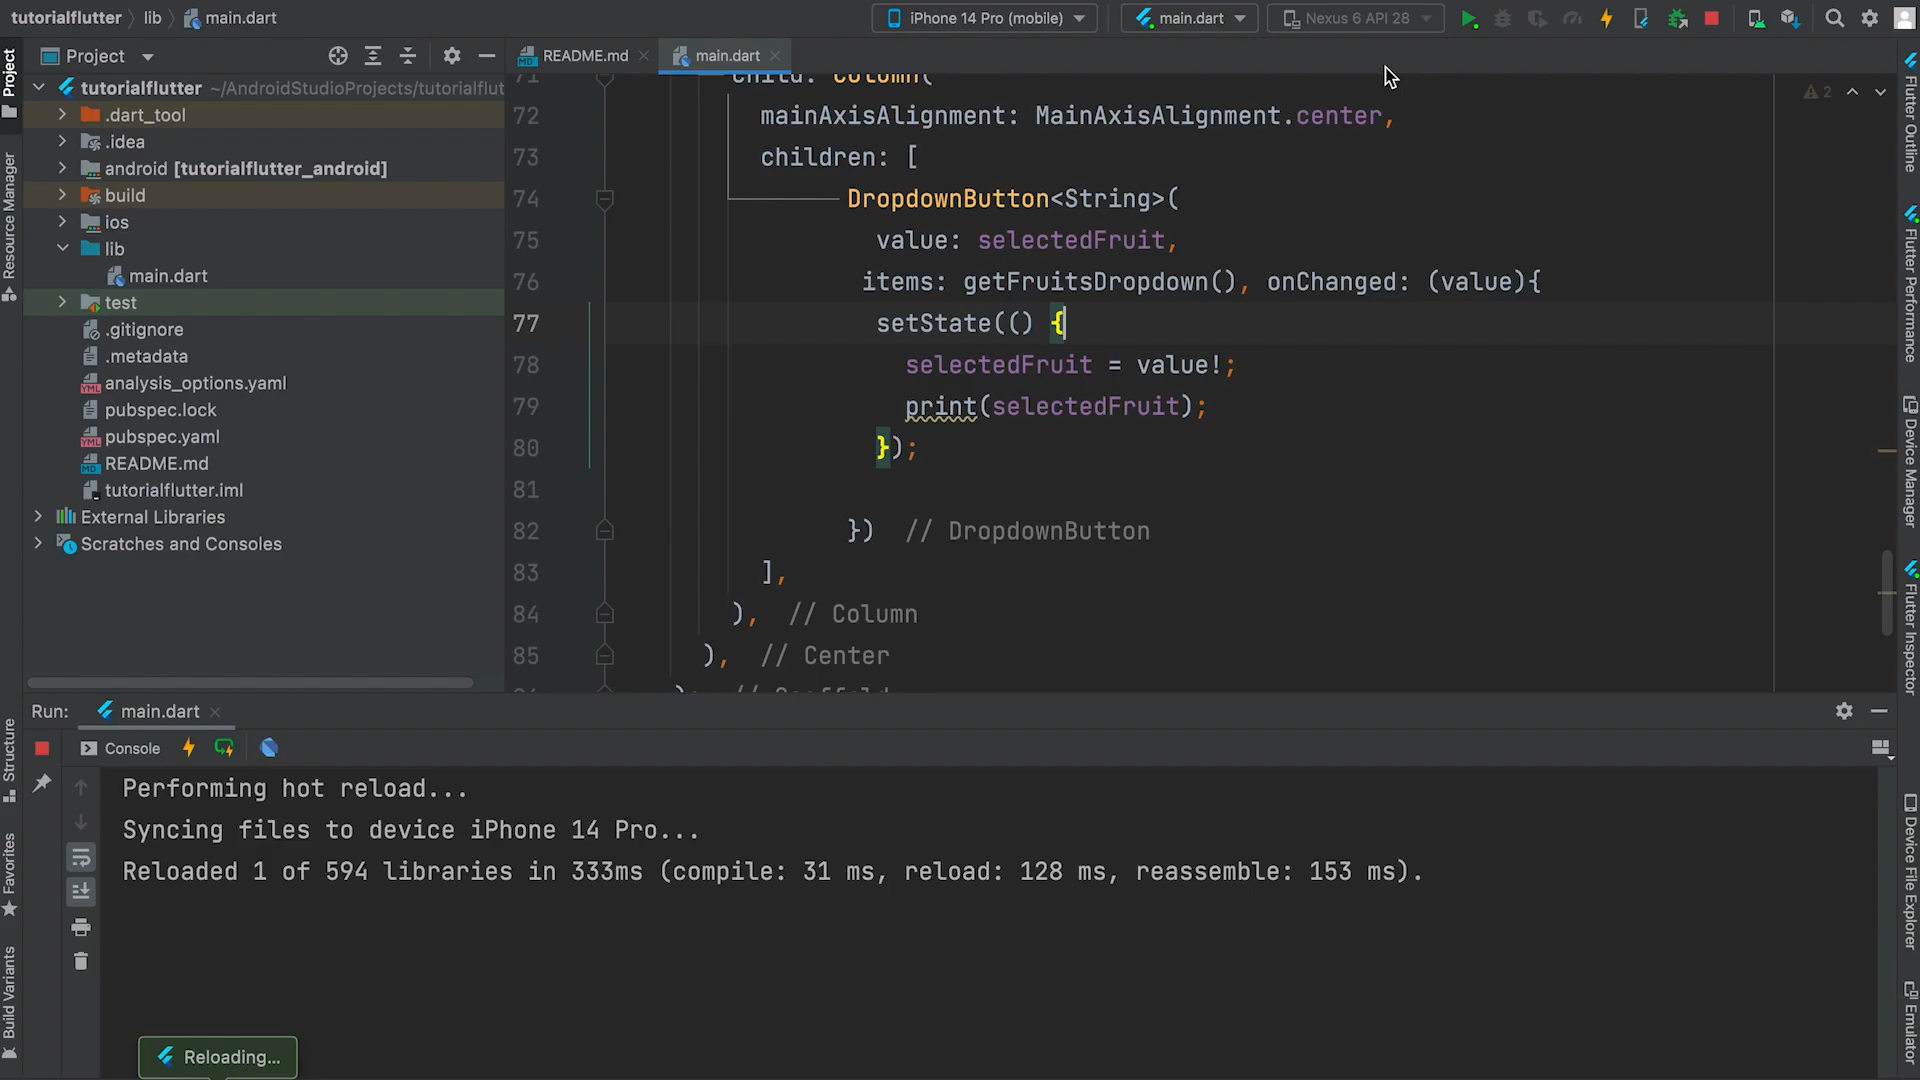 tutorialflutter
lib
main.dart
iPhone 14 Pro (mobile)
main.dart
Nexus 6 API 28
Project
README.md
main.dart
tutorialflutter ~/AndroidStudioProjects/tutorialflut
.dart_tool
.idea
android [tutorialflutter_android]
build
ios
lib
main.dart
test
.gitignore
.metadata
analysis_options.yaml
pubspec.lock
pubspec.yaml
README.md
tutorialflutter.iml
External Libraries
Scratches and Consoles
2
71 child: Column(
72 mainAxisAlignment: MainAxisAlignment.center,
73 children: [
74 DropdownButton<String>(
75 value: selectedFruit,
76 items: getFruitsDropdown(), onChanged: (value){
77 setState(() {
78 selectedFruit = value!;
79 print(selectedFruit);
80 });
81
82 }) // DropdownButton
83 ],
84 ), // Column
85 ), // Center
Run:
main.dart
Console
Performing hot reload...
Syncing files to device iPhone 14 Pro...
Reloaded 1 of 594 libraries in 333ms (compile: 31 ms, reload: 128 ms, reassemble: 153 ms).
Reloading...
Project
Resource Manager
Structure
Favorites
Build Variants
Flutter Outline
Flutter Performance
Device Manager
Flutter Inspector
Device File Explorer
Emulator